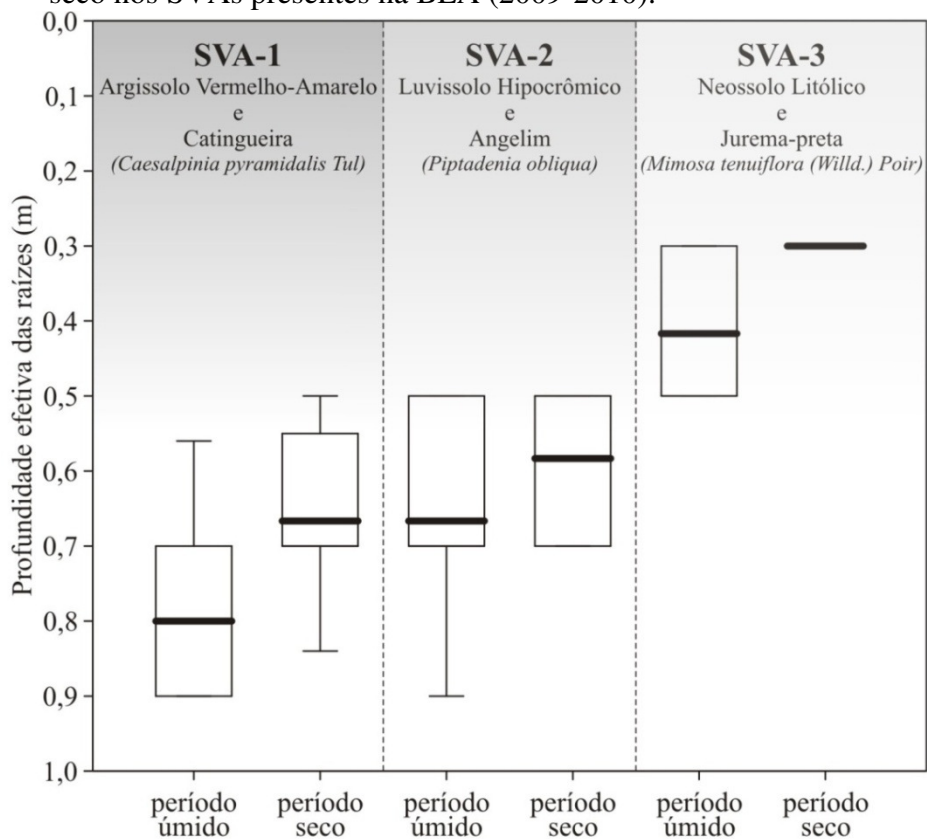 seco nos SVAs presentes na BEA (2009-2010).
0,0
0,1
0,2
0,3
0,4
0,5
0,6
0,7
0,8
0,9
1,0
Profundidade efetiva das raízes (m)
SVA-1
Argissolo Vermelho-Amarelo
e
Catingueira
(Caesalpinia pyramidalis Tul)
SVA-2
Luvissolo Hipocrômico
e
Angelim
(Piptadenia obliqua)
SVA-3
Neossolo Litólico
e
Jurema-preta
(Mimosa tenuiflora (Willd.) Poir)
período
úmido
período
seco
período
úmido
período
seco
período
úmido
período
seco